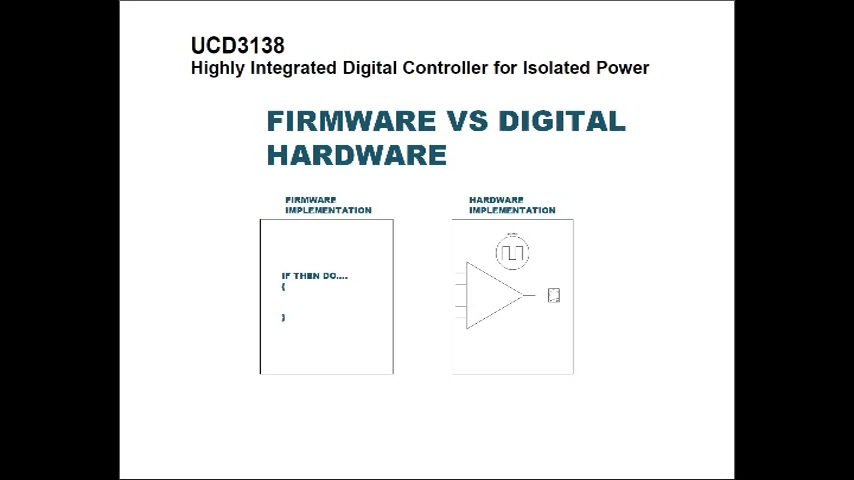 UCD3138
Highly Integrated Digital Controller for Isolated Power
FIRMWARE VS DIGITAL
HARDWARE
FIRMWARE
IMPLEMENTATION
HARDWARE
IMPLEMENTATION
IF THEN DO....
{
}